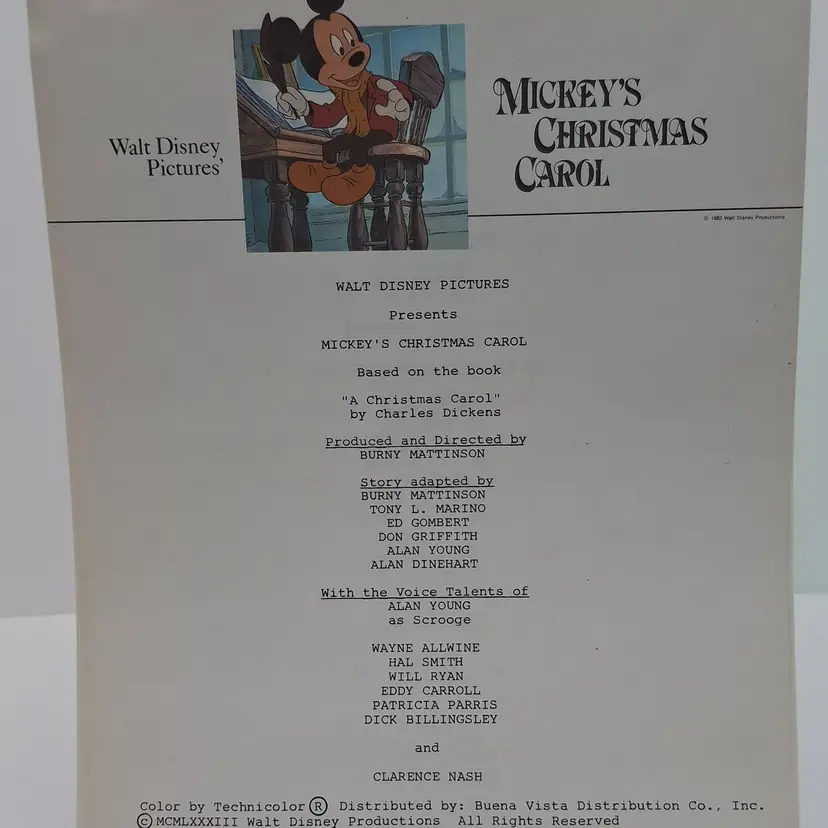 Walt Disney
Pictures'
MICKEY'S
CHRISTMAS
CAROL
© 1983 Walt Disney Productions
WALT DISNEY PICTURES
Presents
MICKEY'S CHRISTMAS CAROL
Based on the book
"A Christmas Carol"
by Charles Dickens
Produced and Directed by
BURNY MATTINSON
Story adapted by
BURNY MATTINSON
TONY L. MARINO
ED GOMBERT
DON GRIFFITH
ALAN YOUNG
ALAN DINEHART
With the Voice Talents of
ALAN YOUNG
as Scrooge
WAYNE ALLWINE
HAL SMITH
WILL RYAN
EDDY CARROLL
PATRICIA PARRIS
DICK BILLINGSLEY
and
CLARENCE NASH
Color by Technicolor ® Distributed by: Buena Vista Distribution Co., Inc.
© MCMLXXXIII Walt Disney Productions All Rights Reserved